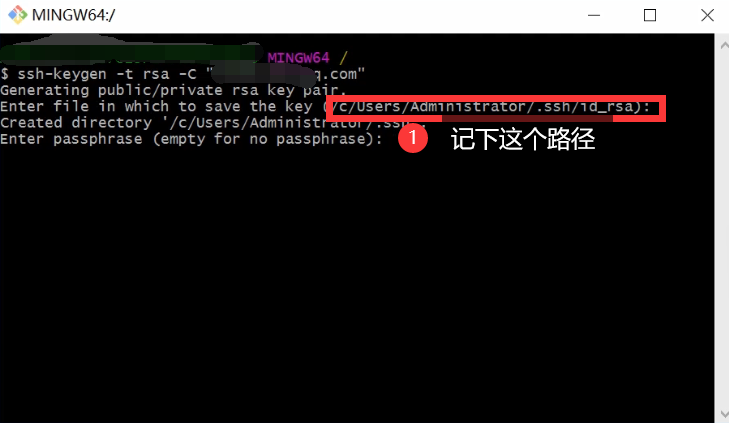 MINGW64:/
MINGW64 /
$ ssh-keygen -t rsa -C "q.com"
Generating public/private rsa key pair.
Enter file in which to save the key (/c/Users/Administrator/.ssh/id_rsa):
Created directory '/c/Users/Administrator/.ssh'.
Enter passphrase (empty for no passphrase):
1 记下这个路径